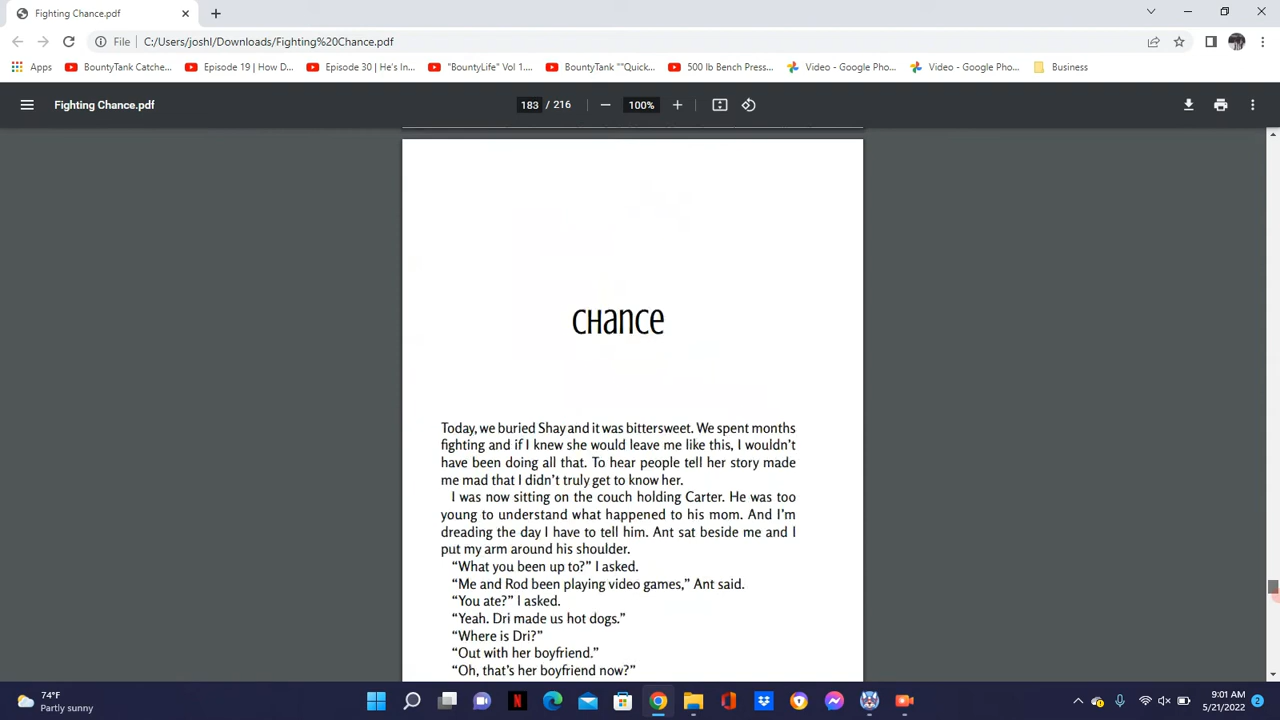 Fighting Chance.pdf
File C:/Users/joshl/Downloads/Fighting%20Chance.pdf
Apps BountyTank Catche... Episode 19 | How D... Episode 30 | He's In... "BountyLife" Vol 1.... BountyTank ""Quick... 500 lb Bench Press... Video - Google Pho... Video - Google Pho... Business
Fighting Chance.pdf 183 / 216 100%
CHANCE
Today, we buried Shay and it was bittersweet. We spent months
fighting and if I knew she would leave me like this, I wouldn’t
have been doing all that. To hear people tell her story made
me mad that I didn’t truly get to know her.
I was now sitting on the couch holding Carter. He was too
young to understand what happened to his mom. And I’m
dreading the day I have to tell him. Ant sat beside me and I
put my arm around his shoulder.
“What you been up to?” I asked.
“Me and Rod been playing video games,” Ant said.
“You ate?” I asked.
“Yeah. Dri made us hot dogs.”
“Where is Dri?”
“Out with her boyfriend.”
“Oh, that’s her boyfriend now?”
74°F
Partly sunny
9:01 AM
5/21/2022
2